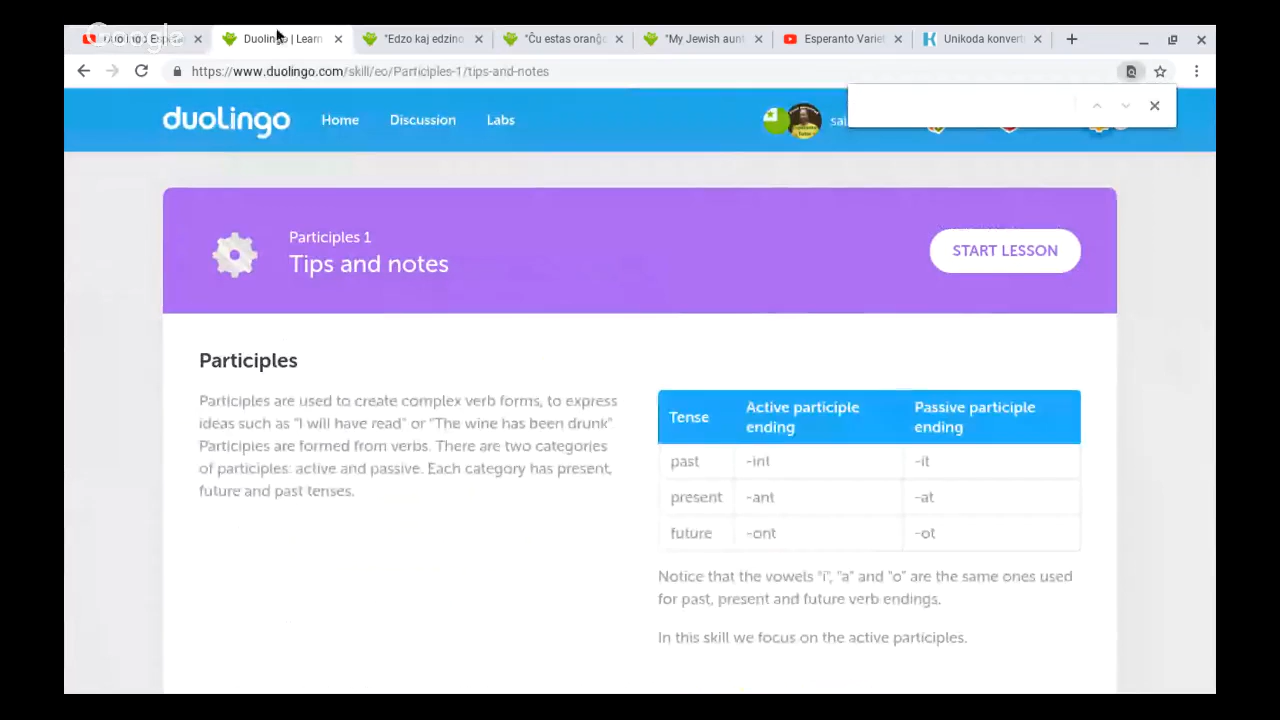 Google
Duolingo | Learn
"Edzo kaj edzino
"Ĉu estas oranĝo
"My Jewish aunt
Esperanto Variet
Unikoda konverti
https://www.duolingo.com/skill/eo/Participles-1/tips-and-notes
duolingo
Home
Discussion
Labs
Participles 1
Tips and notes
START LESSON
Participles
Participles are used to create complex verb forms, to express
ideas such as "I will have read" or "The wine has been drunk"
Participies are formed from verbs. There are two categories
of participles: active and passive. Each category has present,
future and past tenses.
Tense
Active participle
ending
Passive participle
ending
past
-int
-it
present
-ant
-at
future
-ont
-ot
Notice that the vowels "i", "a" and "o" are the same ones used
for past, present and future verb endings.
In this skill we focus on the active participles.